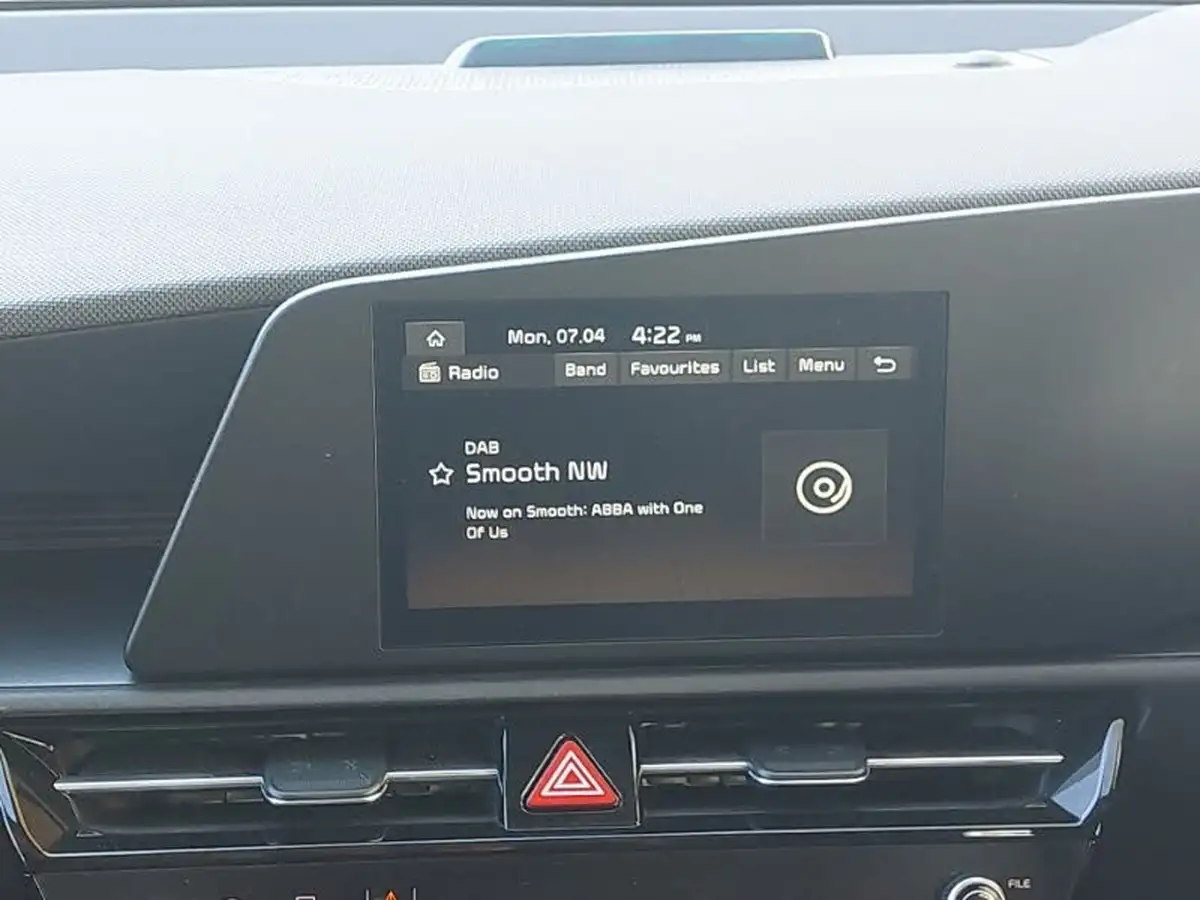 Mon, 07.04 4:22 PM
Radio Band Favourites List Menu
DAB
Smooth NW
Now on Smooth: ABBA with One
Of Us
FILE